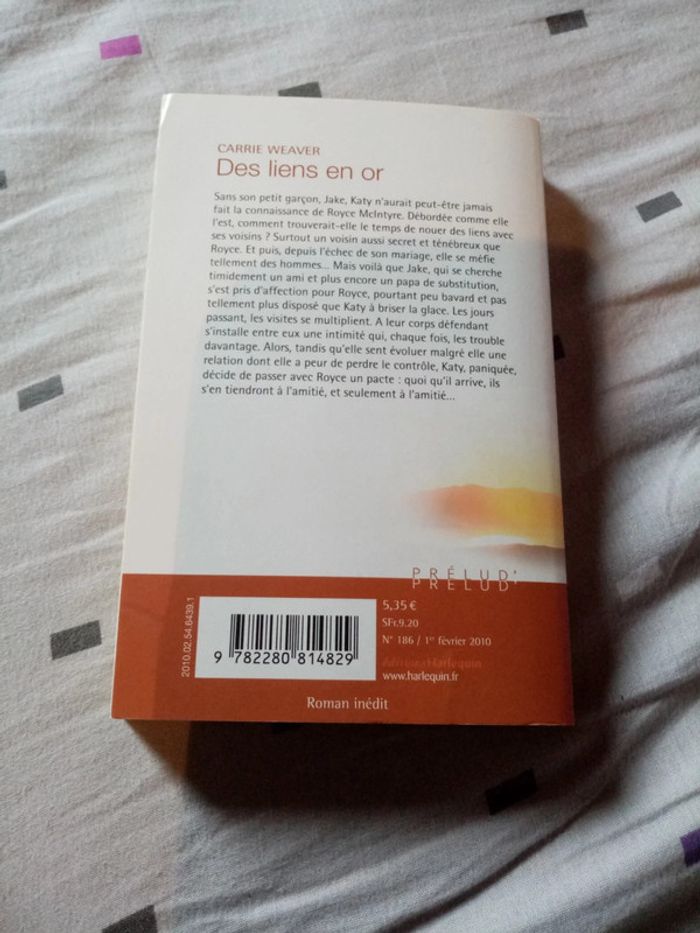 CARRIE WEAVER
Des liens en or
Sans son petit garçon, Jake, Katy n'aurait peut-être jamais
fait la connaissance de Royce McIntyre. Débordée comme elle
l'est, comment trouverait-elle le temps de nouer des liens avec
ses voisins ? Surtout un voisin aussi secret et ténébreux que
Royce. Et puis, depuis l'échec de son mariage, elle se méfie
tellement des hommes... Mais voilà que Jake, qui se cherche
timidement un ami et plus encore un papa de substitution,
s'est pris d'affection pour Royce, pourtant peu bavard et pas
tellement plus disposé que Katy à briser la glace. Les jours
passant, les visites se multiplient. A leur corps défendant
s'installe entre eux une intimité qui, chaque fois, les trouble
davantage. Alors, tandis qu'elle sent évoluer malgré elle une
relation dont elle a peur de perdre le contrôle, Katy, paniquée,
décide de passer avec Royce un pacte : quoi qu'il arrive, ils
s'en tiendront à l'amitié, et seulement à l'amitié...
PRÉLUD'
PRELUD'
2010.02.54.6439.1
9 782280 814829
5,35 €
SFr.9.20
N° 186 / 1er février 2010
éditions Harlequin
www.harlequin.fr
Roman inédit